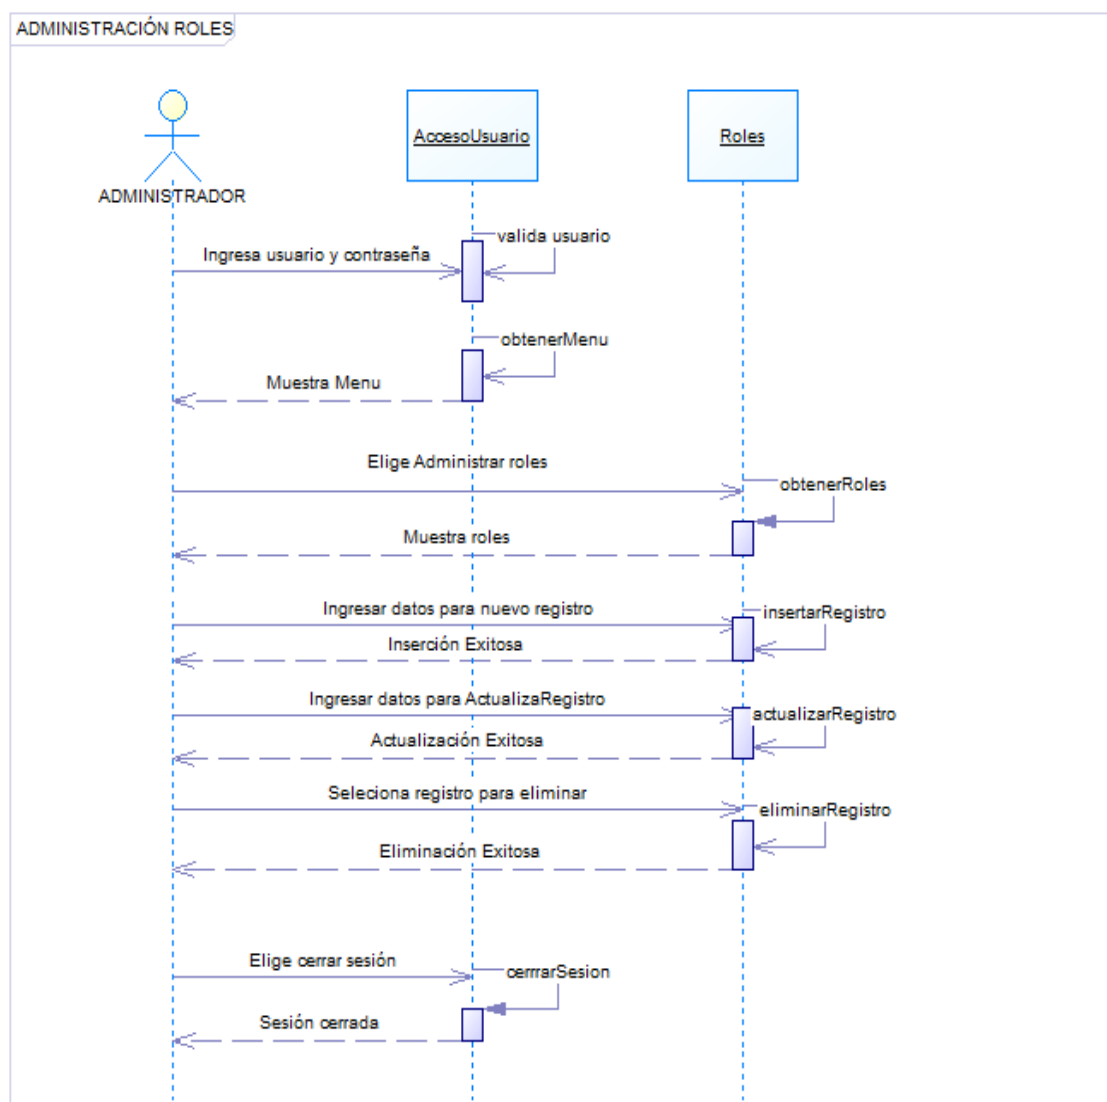 ADMINISTRACIÓN ROLES
AccesoUsuario
Roles
ADMINISTRADOR
valida usuario
Ingresa usuario y contraseña
obtenerMenu
Muestra Menu
Elige Administrar roles
obtenerRoles
Muestra roles
Ingresar datos para nuevo registro
insertarRegistro
Inserción Exitosa
Ingresar datos para ActualizaRegistro
actualizarRegistro
Actualización Exitosa
Seleciona registro para eliminar
eliminarRegistro
Eliminación Exitosa
Elige cerrar sesión
cerrrarSesion
Sesión cerrada